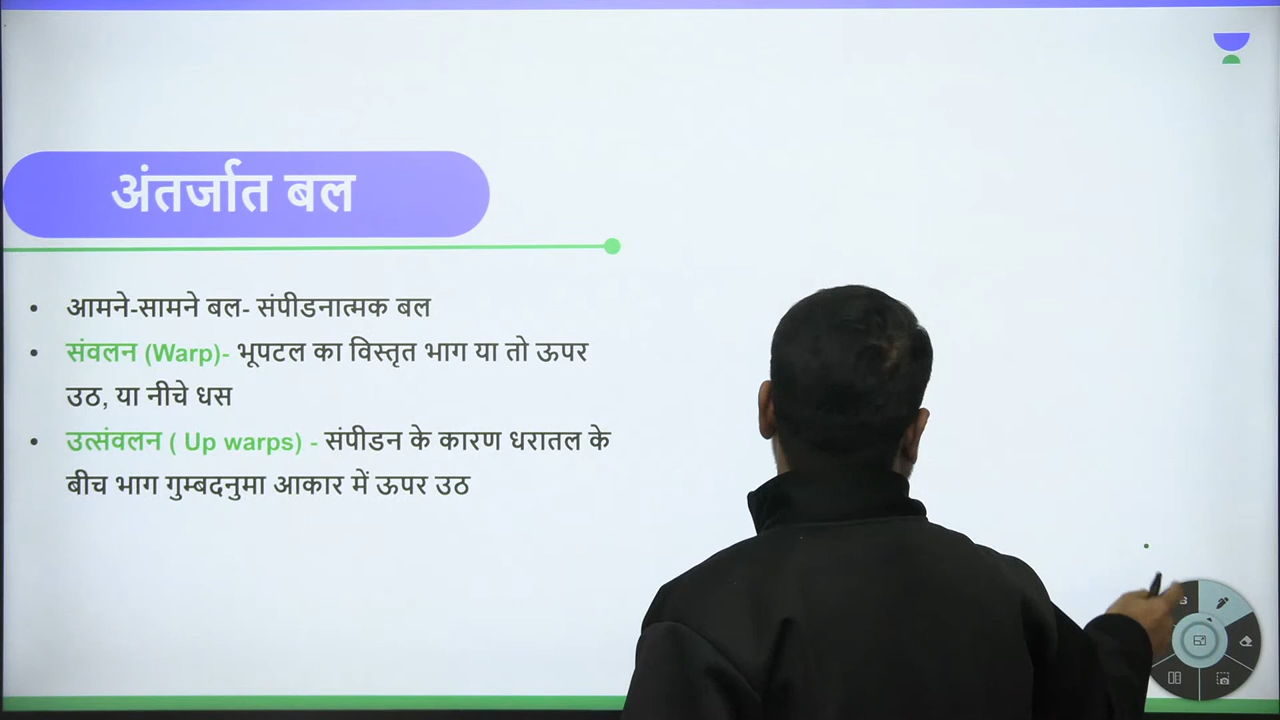 अंतर्जात बल
• आमने-सामने बल- संपीडनात्मक बल
• संवलन (Warp)- भूपटल का विस्तृत भाग या तो ऊपर
उठ, या नीचे धस
• उत्संवलन ( Up warps) - संपीडन के कारण धरातल के
बीच भाग गुम्बदनुमा आकार में ऊपर उठ